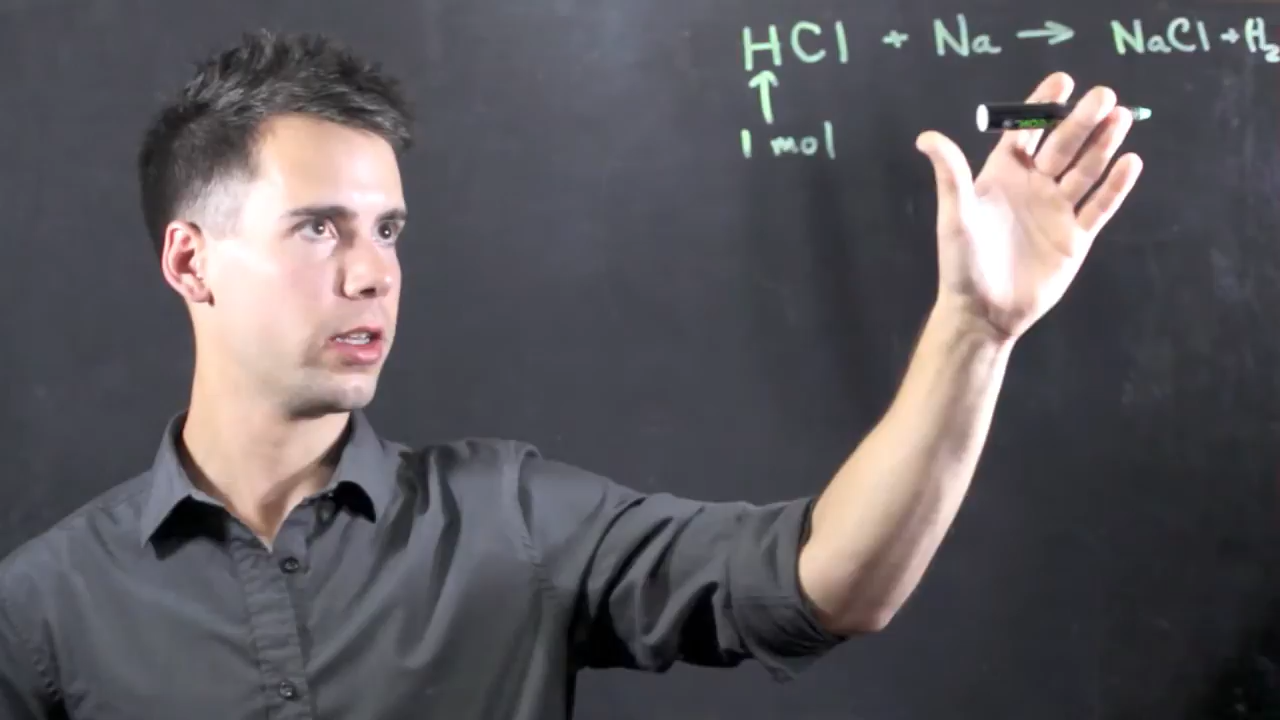 HCl + Na → NaCl + H₂
↑
1 mol